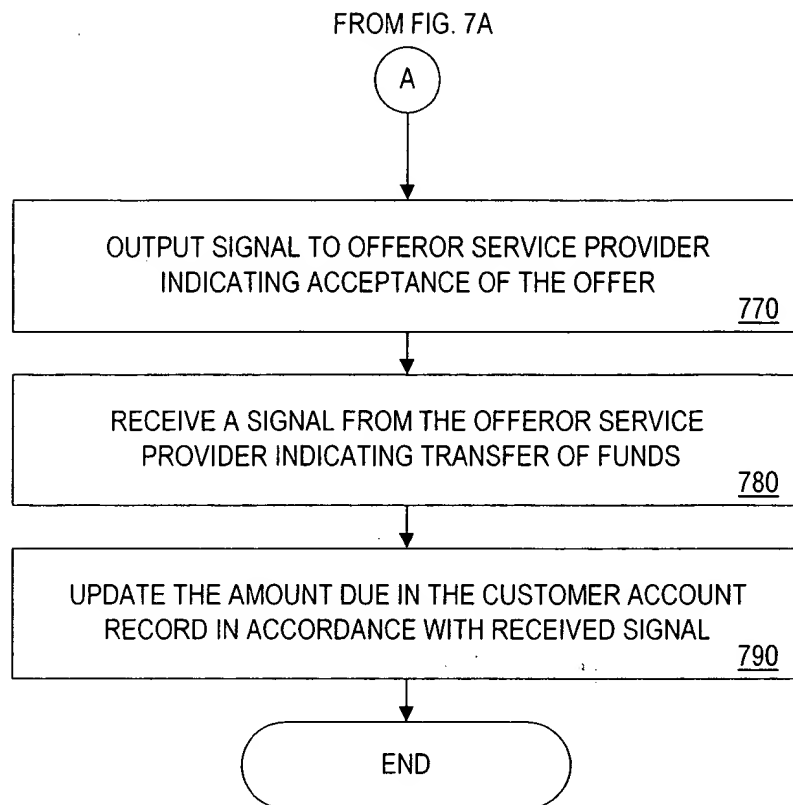 FROM FIG. 7A
A
OUTPUT SIGNAL TO OFFEROR SERVICE PROVIDER
INDICATING ACCEPTANCE OF THE OFFER
770
RECEIVE A SIGNAL FROM THE OFFEROR SERVICE
PROVIDER INDICATING TRANSFER OF FUNDS
780
UPDATE THE AMOUNT DUE IN THE CUSTOMER ACCOUNT
RECORD IN ACCORDANCE WITH RECEIVED SIGNAL
790
END